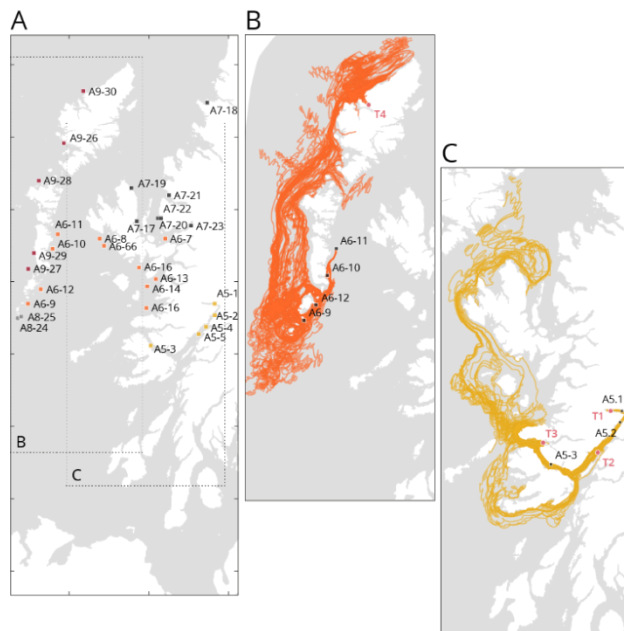 A
A9-30
A7-18
A9-26
A9-28
A7-19
A7-21
A7-22
A7-20
A7-17
A7-23
A6-11
A6-8
A6-7
A6-10
A6-66
A9-29
A9-27
A6-16
A6-13
A6-12
A6-14
A5-1
A6-9
A6-16
A5-2
A8-25
A5-4
A8-24
A5-5
A5-3
B
C
B
T4
A6-11
A6-10
A6-12
A6-9
C
A5.1
T1
A5.2
T3
T2
A5-3